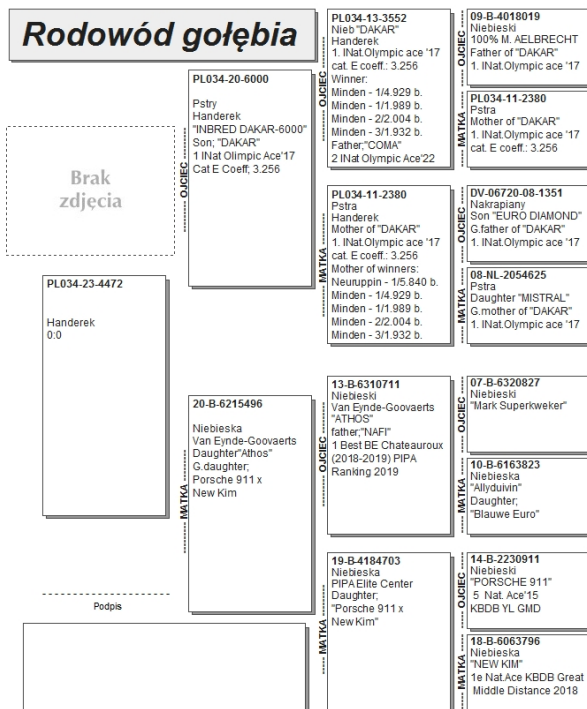 Rodowód gołębia
Brak
zdjęcia
PL034-23-4472
Handerek
0:0
Podpis
OJCIEC
PL034-20-6000
Pstry
Handerek
"INBRED DAKAR-6000"
Son; "DAKAR"
1 INat Olimpic Ace'17
Cat E Coeff; 3.256
MATKA
20-B-6215496
Niebieska
Van Eynde-Goovaerts
Daughter"Athos"
G.daughter;
Porsche 911 x
New Kim
OJCIEC
PL034-13-3552
Nieb "DAKAR"
Handerek
1. INat.Olympic ace '17
cat. E coeff.: 3.256
Winner:
Minden - 1/4.929 b.
Minden - 1/1.989 b.
Minden - 2/2.004 b.
Minden - 3/1.932 b.
Father;"COMA"
2 INat Olympic Ace'22
MATKA
PL034-11-2380
Pstra
Handerek
Mother of "DAKAR"
1. INat.Olympic ace '17
cat. E coeff.: 3.256
Mother of winners:
Neuruppin - 1/5.840 b.
Minden - 1/4.929 b.
Minden - 1/1.989 b.
Minden - 2/2.004 b.
Minden - 3/1.932 b.
OJCIEC
13-B-6310711
Niebieski
Van Eynde-Goovaerts
"ATHOS"
father;"NAFI"
1 Best BE Chateauroux
(2018-2019) PIPA
Ranking 2019
MATKA
19-B-4184703
Niebieska
PIPA Elite Center
Daughter;
"Porsche 911 x
New Kim"
OJCIEC
09-B-4018019
Niebieski
100% M. AELBRECHT
Father of "DAKAR"
1. INat.Olympic ace '17
MATKA
PL034-11-2380
Pstra
Mother of "DAKAR"
1. INat.Olympic ace '17
cat. E coeff.: 3.256
OJCIEC
DV-06720-08-1351
Nakrapiany
Son "EURO DIAMOND"
G.father of "DAKAR"
1. INat.Olympic ace '17
MATKA
08-NL-2054625
Pstra
Daughter "MISTRAL"
G.mother of "DAKAR"
1. INat.Olympic ace '17
OJCIEC
07-B-6320827
Niebieski
"Mark Superkweker"
MATKA
10-B-6163823
Niebieska
"Allyduivin"
Daughter;
"Blauwe Euro"
OJCIEC
14-B-2230911
Niebieski
"PORSCHE 911"
5 Nat. Ace'15
KBDB YL GMD
MATKA
18-B-6063796
Niebieska
"NEW KIM"
1e Nat.Ace KBDB Great
Middle Distance 2018